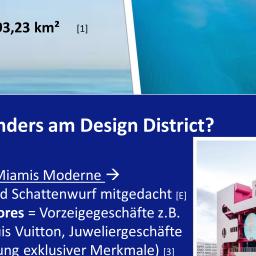 93,23 km² [1]
nders am Design District?
Miamis Moderne →
d Schattenwurf mitgedacht [E]
ores = Vorzeigegeschäfte z.B.
is Vuitton, Juweliergeschäfte
ung exklusiver Merkmale) [3]